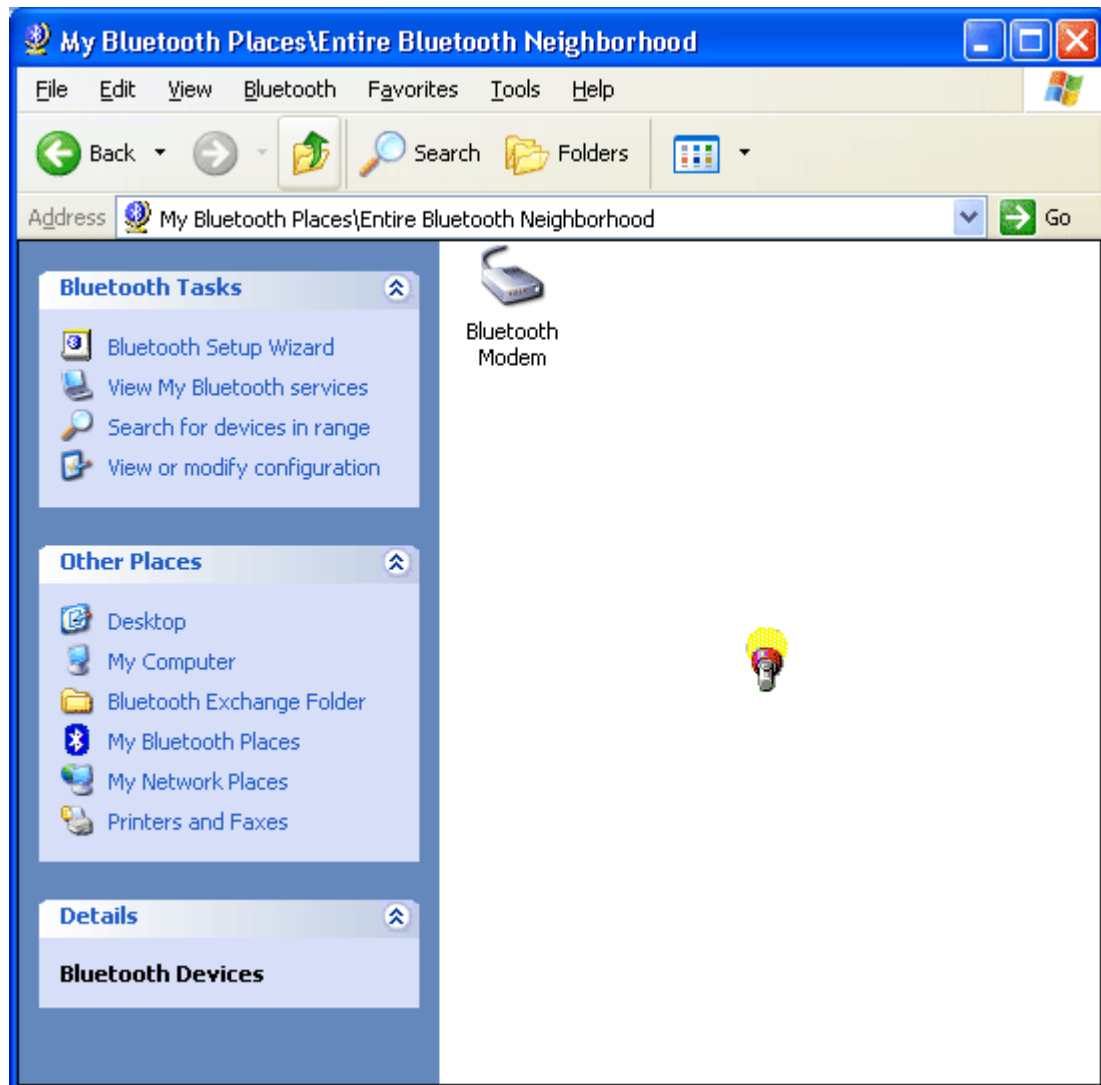 My Bluetooth Places\Entire Bluetooth Neighborhood
File Edit View Bluetooth Favorites Tools Help
Back Search Folders
Address My Bluetooth Places\Entire Bluetooth Neighborhood Go
Bluetooth Tasks
Bluetooth Setup Wizard
View My Bluetooth services
Search for devices in range
View or modify configuration
Other Places
Desktop
My Computer
Bluetooth Exchange Folder
My Bluetooth Places
My Network Places
Printers and Faxes
Details
Bluetooth Devices
Bluetooth
Modem